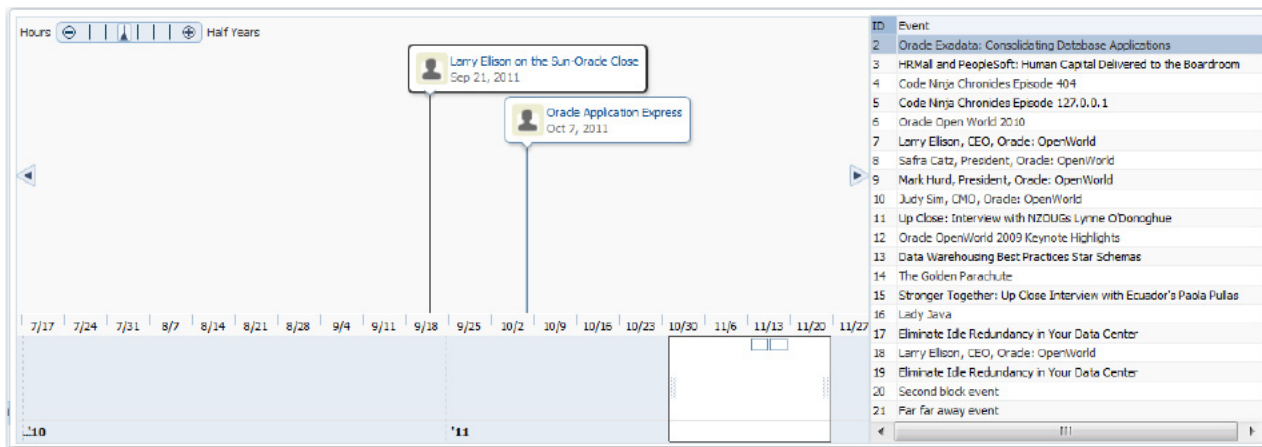 Hours Half Years
Larry Ellison on the Sun-Oracle Close
Sep 21, 2011
Oracle Application Express
Oct 7, 2011
7/17 7/24 7/31 8/7 8/14 8/21 8/28 9/4 9/11 9/18 9/25 10/2 10/9 10/16 10/23 10/30 11/6 11/13 11/20 11/27
'10 '11
ID Event
2 Oracle Exadata: Consolidating Database Applications
3 HRMall and PeopleSoft: Human Capital Delivered to the Boardroom
4 Code Ninja Chronicles Episode 404
5 Code Ninja Chronicles Episode 127.0.0.1
6 Oracle Open World 2010
7 Larry Ellison, CEO, Oracle: OpenWorld
8 Safra Catz, President, Oracle: OpenWorld
9 Mark Hurd, President, Oracle: OpenWorld
10 Judy Sim, CMO, Oracle: OpenWorld
11 Up Close: Interview with NZOUGs Lynne O'Donoghue
12 Oracle OpenWorld 2009 Keynote Highlights
13 Data Warehousing Best Practices Star Schemas
14 The Golden Parachute
15 Stronger Together: Up Close Interview with Ecuador's Paola Pullas
16 Lady Java
17 Eliminate Idle Redundancy in Your Data Center
18 Larry Ellison, CEO, Oracle: OpenWorld
19 Eliminate Idle Redundancy in Your Data Center
20 Second block event
21 Far far away event